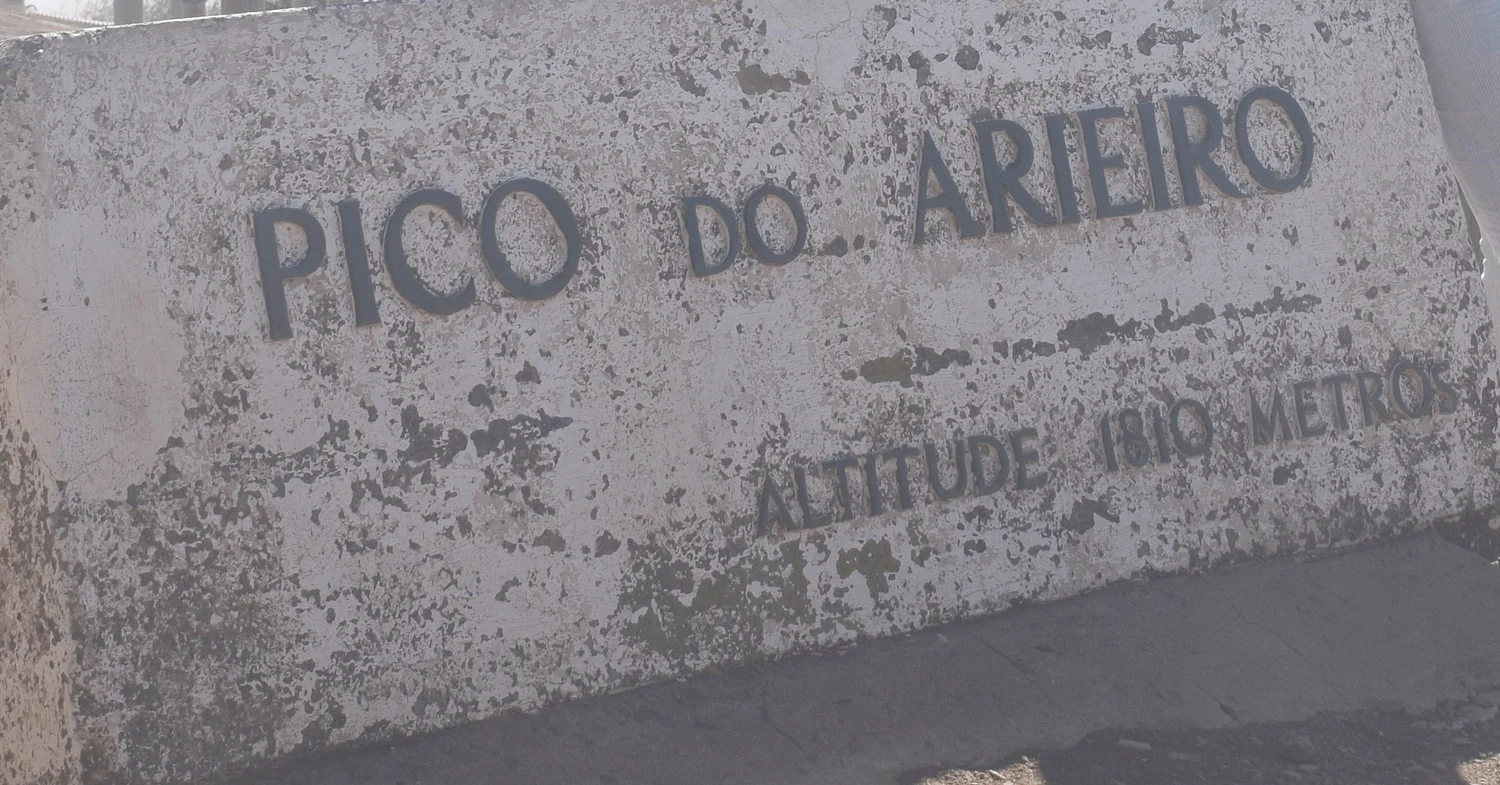 PICO DO ARIEIRO
ALTITUDE 1810 METROS